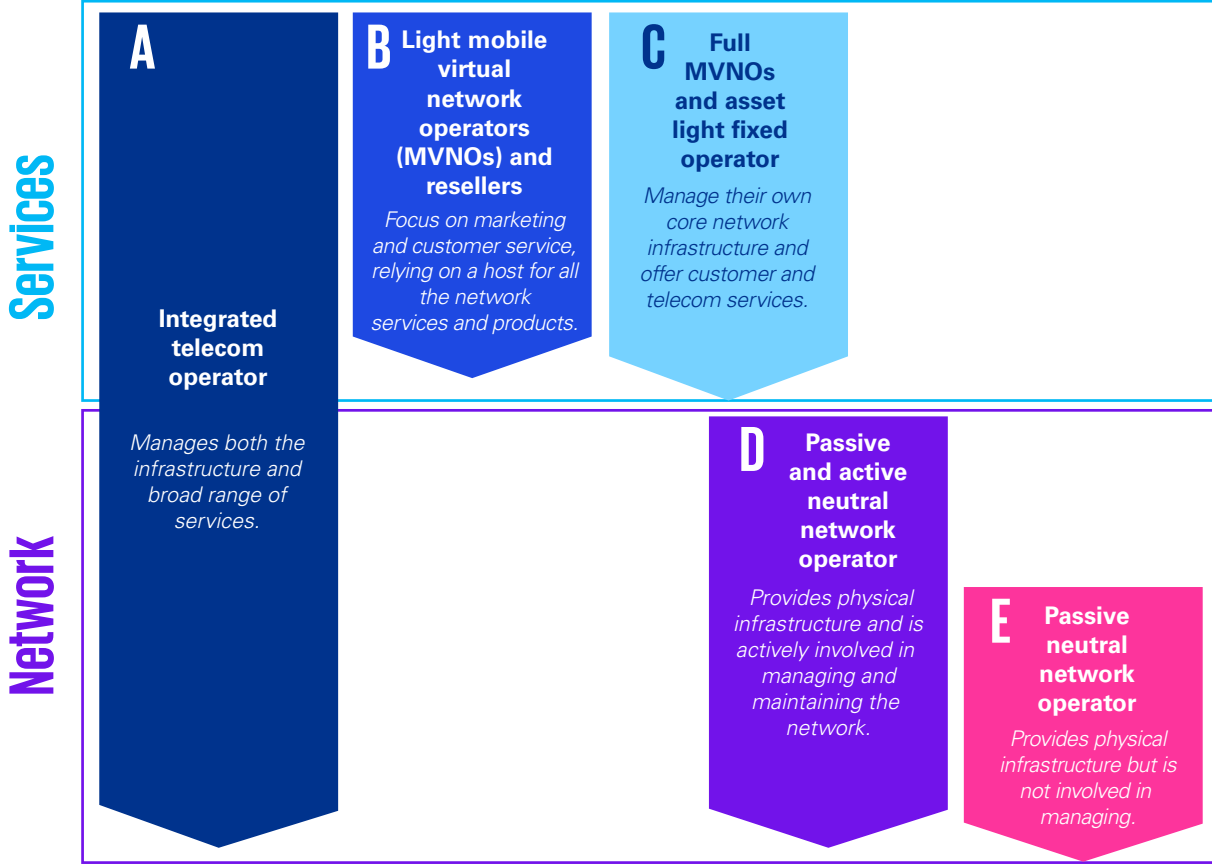 Services
Network
A
Integrated
telecom
operator
Manages both the
infrastructure and
broad range of
services.
B
Light mobile
virtual
network
operators
(MVNOs) and
resellers
Focus on marketing
and customer service,
relying on a host for all
the network
services and products.
C
Full
MVNOs
and asset
light fixed
operator
Manage their own
core network
infrastructure and
offer customer and
telecom services.
D
Passive
and active
neutral
network
operator
Provides physical
infrastructure and is
actively involved in
managing and
maintaining the
network.
E
Passive
neutral
network
operator
Provides physical
infrastructure but is
not involved in
managing.